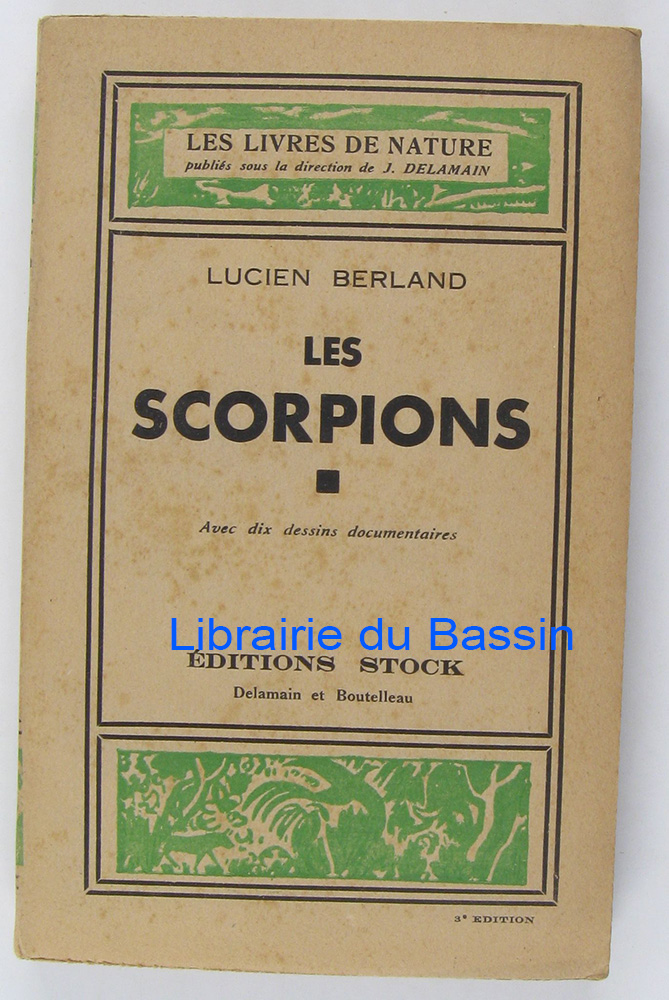 LES LIVRES DE NATURE
publiés sous la direction de J. DELAMAIN
LUCIEN BERLAND
LES
SCORPIONS
Avec dix dessins documentaires
Librairie du Bassin
ÉDITIONS STOCK
Delamain et Boutelleau
3e EDITION